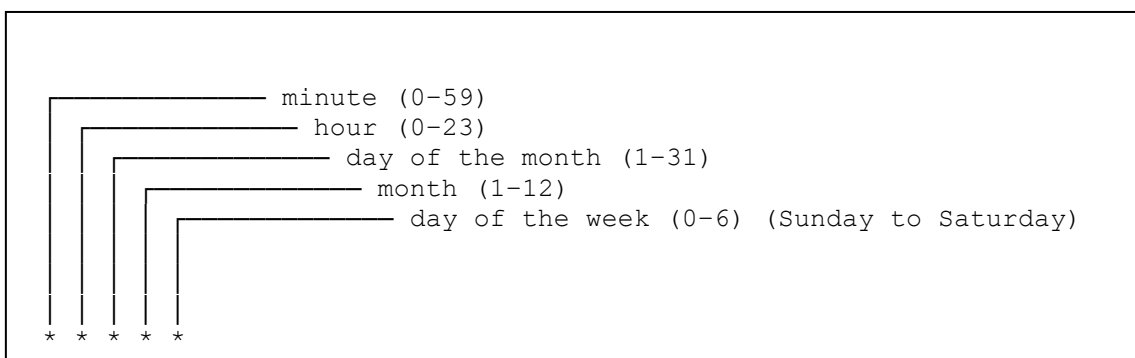 minute (0–59)
hour (0–23)
day of the month (1–31)
month (1–12)
day of the week (0–6) (Sunday to Saturday)
* * * * *